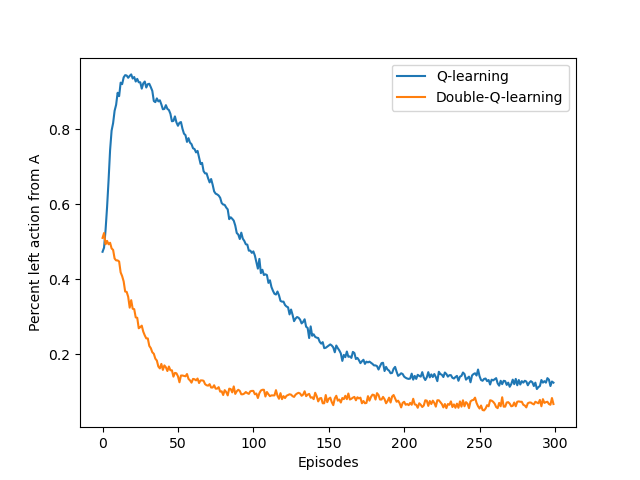 Q-learning
Double-Q-learning
Percent left action from A
0.8
0.6
0.4
0.2
0 50 100 150 200 250 300
Episodes